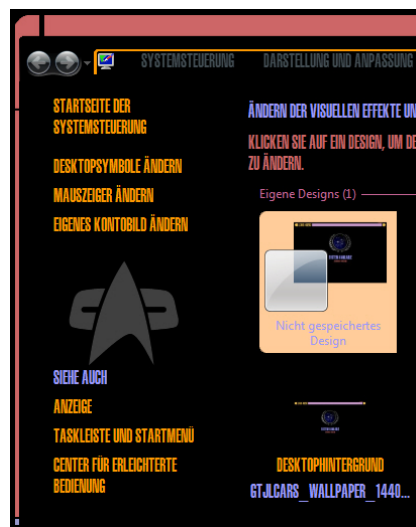 SYSTEMSTEUERUNG
DARSTELLUNG UND ANPASSUNG
STARTSEITE DER
SYSTEMSTEUERUNG
DESKTOPSYMBOLE ÄNDERN
MAUSZEIGER ÄNDERN
EIGENES KONTOBILD ÄNDERN
ÄNDERN DER VISUELLEN EFFEKTE UN
KLICKEN SIE AUF EIN DESIGN, UM DE
ZU ÄNDERN.
Eigene Designs (1)
Nicht gespeichertes
Design
SIEHE AUCH
ANZEIGE
TASKLEISTE UND STARTMENÜ
CENTER FÜR ERLEICHTERTE
BEDIENUNG
DESKTOPHINTERGRUND
GTJLCARS_WALLPAPER_1440...